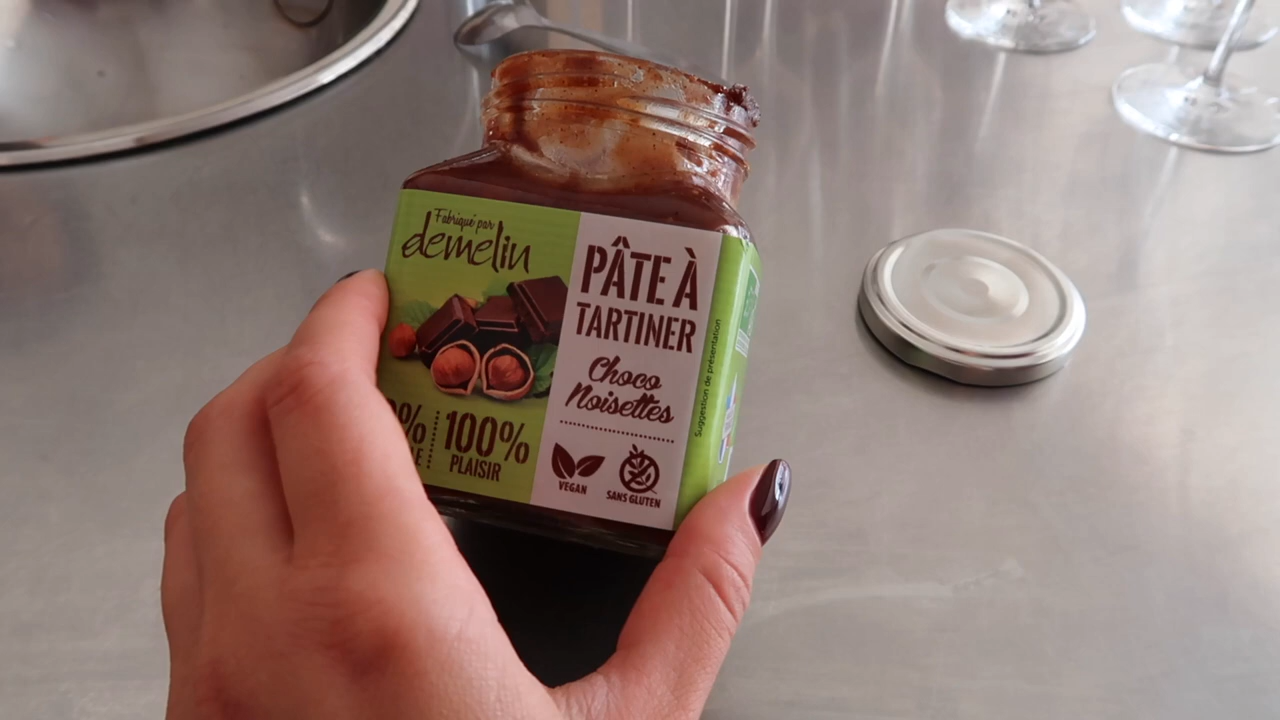 Fabriqué par
demelin
PÂTE À
TARTINER
Choco
Noisettes
100%
PLAISIR
VEGAN
SANS GLUTEN
Suggestion de présentation